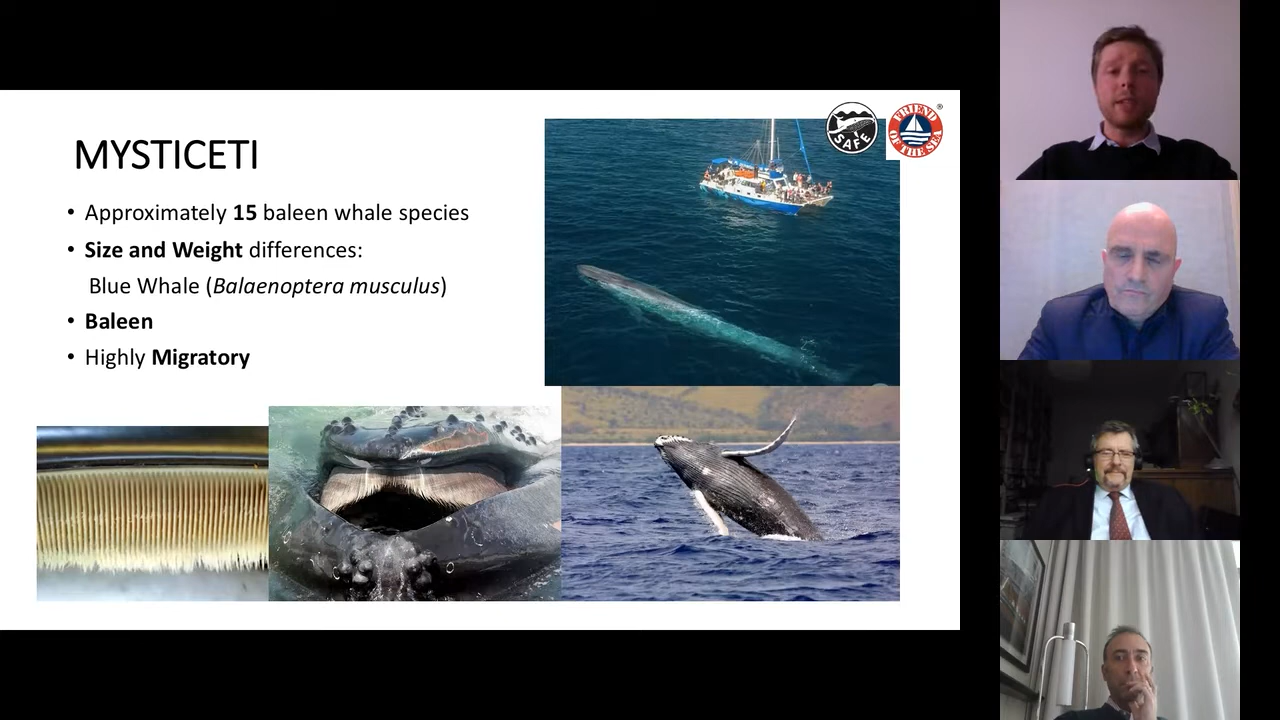 MYSTICETI
• Approximately 15 baleen whale species
• Size and Weight differences:
Blue Whale (Balaenoptera musculus)
• Baleen
• Highly Migratory
SAFE
FRIEND
OF THE SEA
®